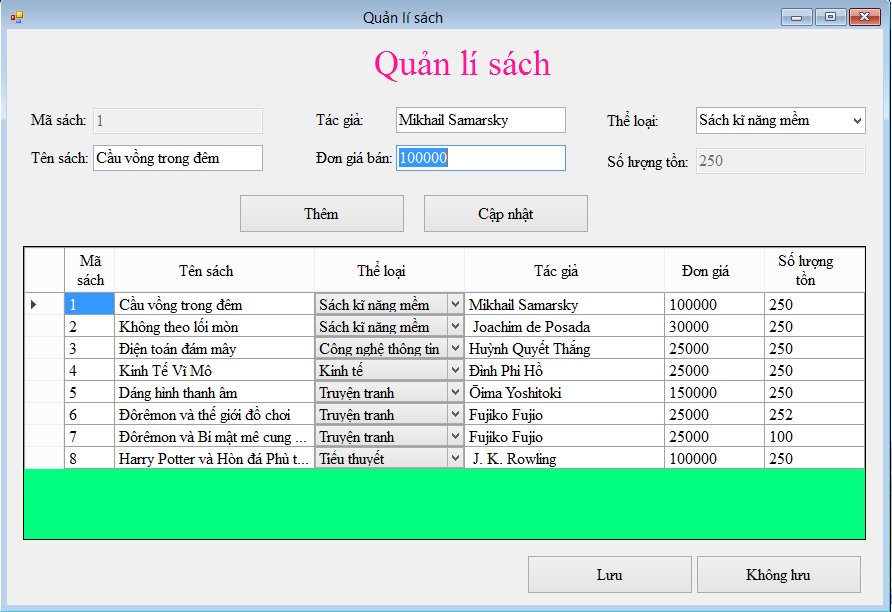 Quản lí sách
Quản lí sách
Mã sách: 1 Tác giả: Mikhail Samarsky Thể loại: Sách kĩ năng mềm
Tên sách: Cầu vồng trong đêm Đơn giá bán: 100000 Số lượng tồn: 250
Thêm Cập nhật
Mã sách Tên sách Thể loại Tác giả Đơn giá Số lượng tồn
1 Cầu vồng trong đêm Sách kĩ năng mềm Mikhail Samarsky 100000 250
2 Không theo lối mòn Sách kĩ năng mềm Joachim de Posada 30000 250
3 Điện toán đám mây Công nghệ thông tin Huỳnh Quyết Thắng 25000 250
4 Kinh Tế Vĩ Mô Kinh tế Đinh Phi Hồ 25000 250
5 Dáng hình thanh âm Truyện tranh Ōima Yoshitoki 150000 250
6 Đôrêmon và thế giới đồ chơi Truyện tranh Fujiko Fujio 25000 252
7 Đôrêmon và Bí mật mê cung ... Truyện tranh Fujiko Fujio 25000 100
8 Harry Potter và Hòn đá Phù t... Tiểu thuyết J. K. Rowling 100000 250
Lưu Không lưu